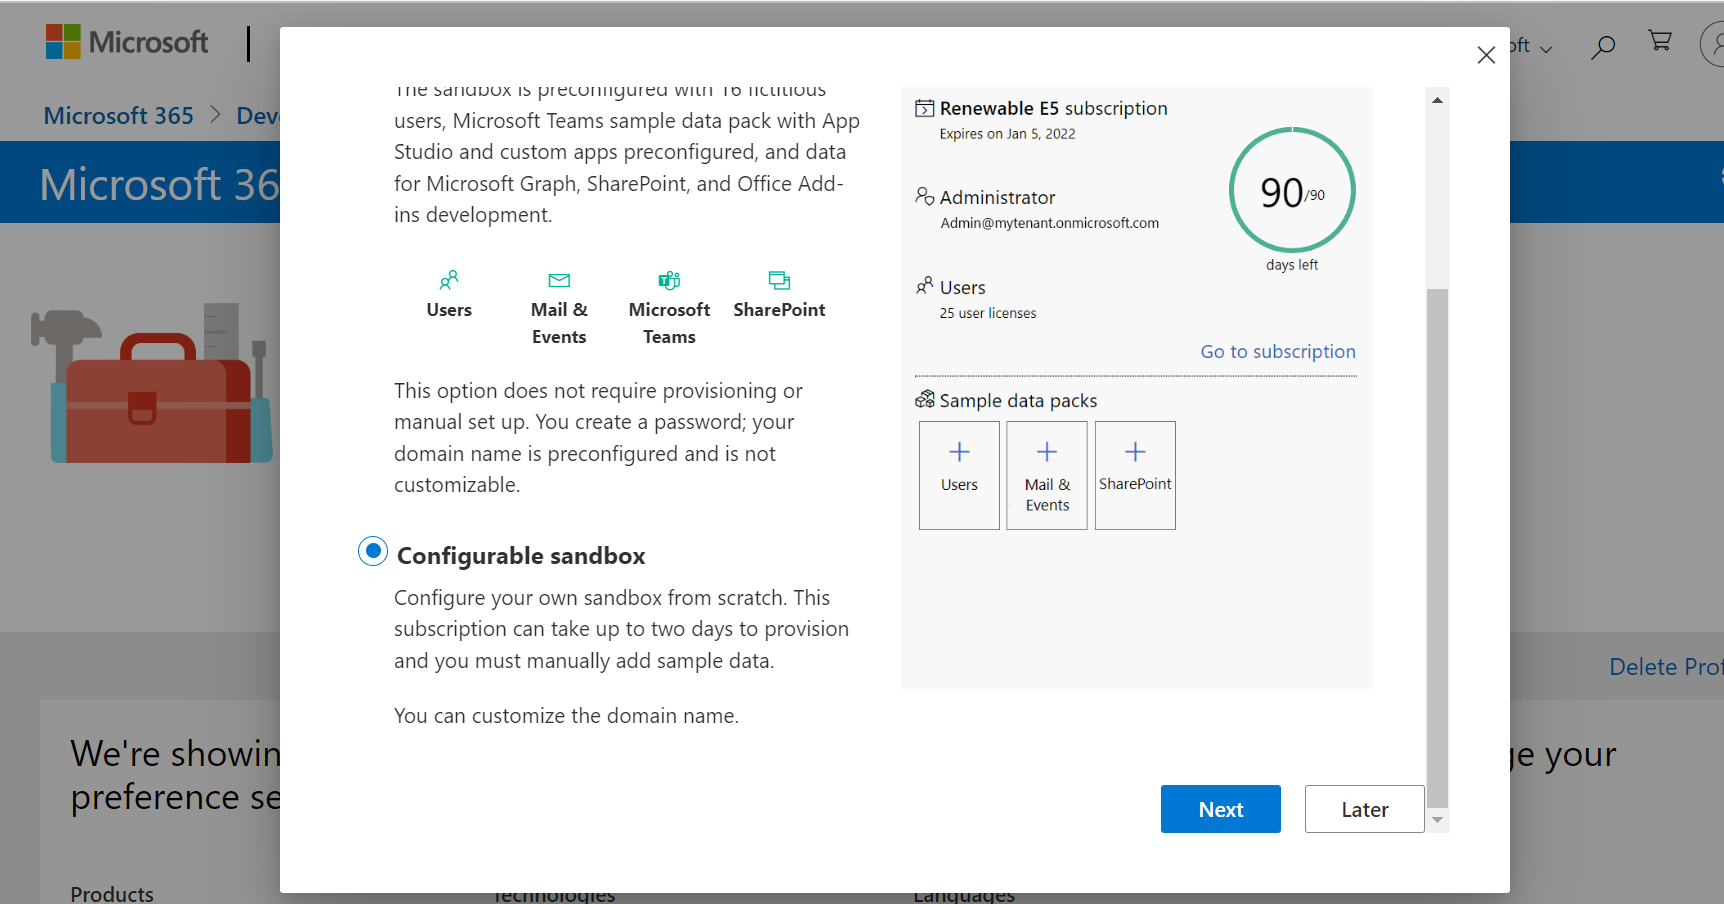 Microsoft
Microsoft 365 > Dev
Microsoft 36
oft
The sandbox is preconfigured with 16 fictitious
users, Microsoft Teams sample data pack with App
Studio and custom apps preconfigured, and data
for Microsoft Graph, SharePoint, and Office Add-
ins development.
Users
Mail &
Events
Microsoft
Teams
SharePoint
This option does not require provisioning or
manual set up. You create a password; your
domain name is preconfigured and is not
customizable.
Configurable sandbox
Configure your own sandbox from scratch. This
subscription can take up to two days to provision
and you must manually add sample data.
You can customize the domain name.
Renewable E5 subscription
Expires on Jan 5, 2022
90/90
days left
Administrator
Admin@mytenant.onmicrosoft.com
Users
25 user licenses
Go to subscription
Sample data packs
Users
Mail &
Events
SharePoint
Next
Later
Delete Prof
We're showin
preference se
ge your
Products
Technologies
Languages